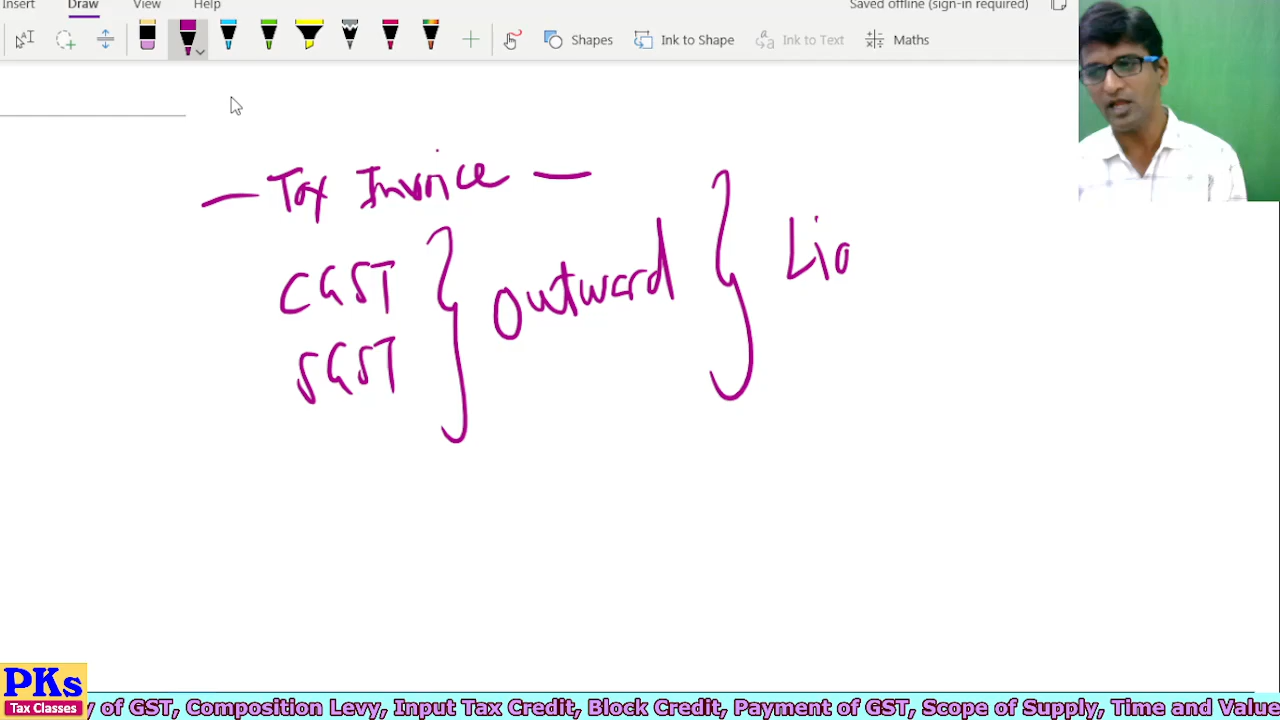 Insert Draw View Help Saved offline (sign-in required)
Shapes Ink to Shape Ink to Text Maths
— Tax Invoice —
CGST
SGST
outward
Lia
PKs
Tax Classes
y of GST, Composition Levy, Input Tax Credit, Block Credit, Payment of GST, Scope of Supply, Time and Value